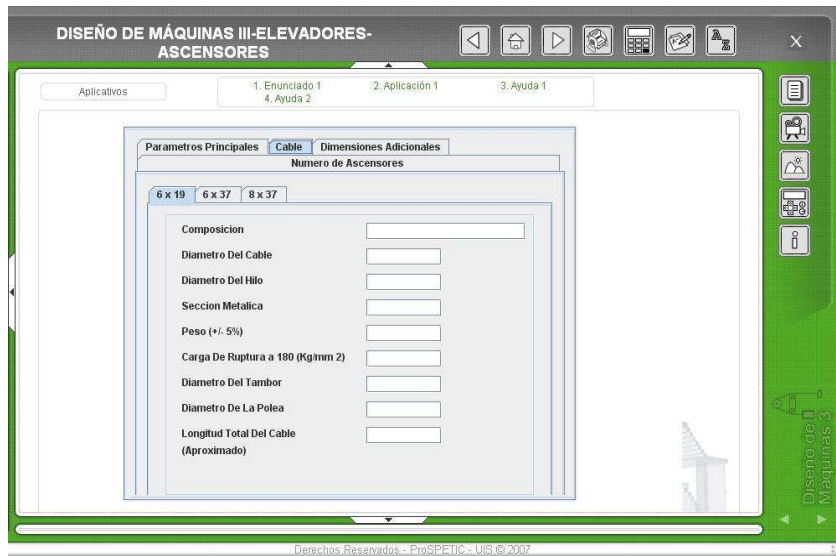 DISEÑO DE MÁQUINAS III-ELEVADORES-
ASCENSORES
X
Aplicativos
1. Enunciado 1
2. Aplicación 1
3. Ayuda 1
4. Ayuda 2
Parametros Principales
Cable
Dimensiones Adicionales
Numero de Ascensores
6 x 19
6 x 37
8 x 37
Composicion
Diametro Del Cable
Diametro Del Hilo
Seccion Metalica
Peso (+/- 5%)
Carga De Ruptura a 180 (Kg/mm 2)
Diametro Del Tambor
Diametro De La Polea
Longitud Total Del Cable
(Aproximado)
Diseño de
Maquinas 3
Derechos Reservados - ProSPETIC - UIS © 2007